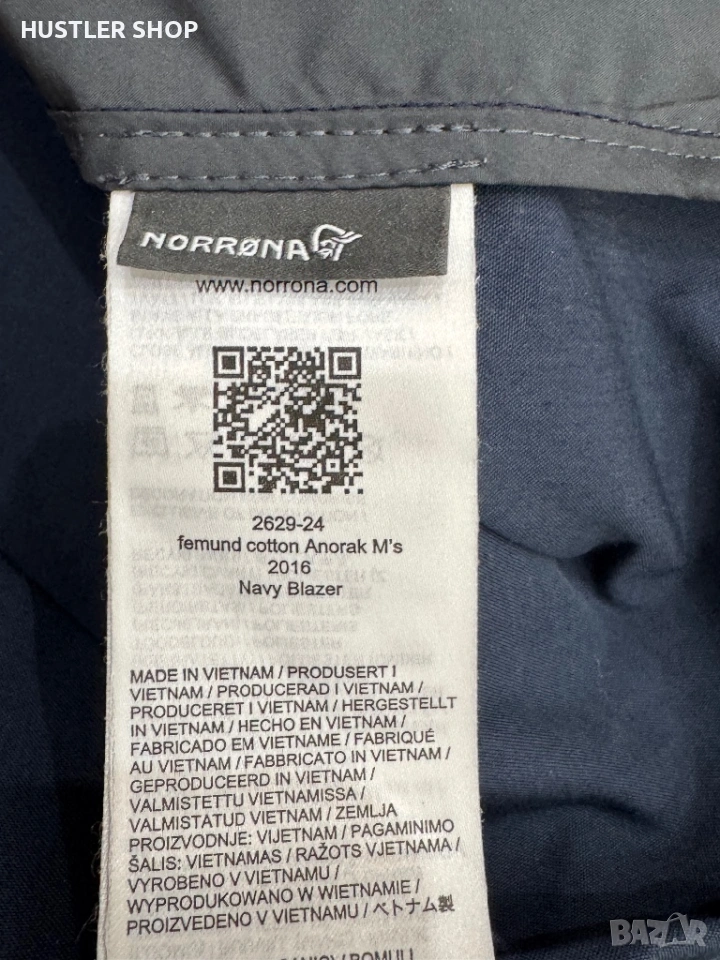 HUSTLER SHOP
NORRØNA
www.norrona.com
2629-24
femund cotton Anorak M's
2016
Navy Blazer
MADE IN VIETNAM / PRODUSERT I
VIETNAM / PRODUCERAD I VIETNAM /
PRODUCERET I VIETNAM / HERGESTELLT
IN VIETNAM / HECHO EN VIETNAM /
FABRICADO EM VIETNAME / FABRIQUÉ
AU VIETNAM / FABBRICATO IN VIETNAM /
GEPRODUCEERD IN VIETNAM /
VALMISTETTU VIETNAMISSA /
VALMISTATUD VIETNAM / ZEMLJA
PROIZVODNJE: VIJETNAM / PAGAMINIMO
ŠALIS: VIETNAMAS / RAŽOTS VJETNAMA /
VYROBENO V VIETNAMU /
WYPRODUKOWANO W WIETNAMIE /
PROIZVEDENO V VIETNAMU / ベトナム製
BAZAR